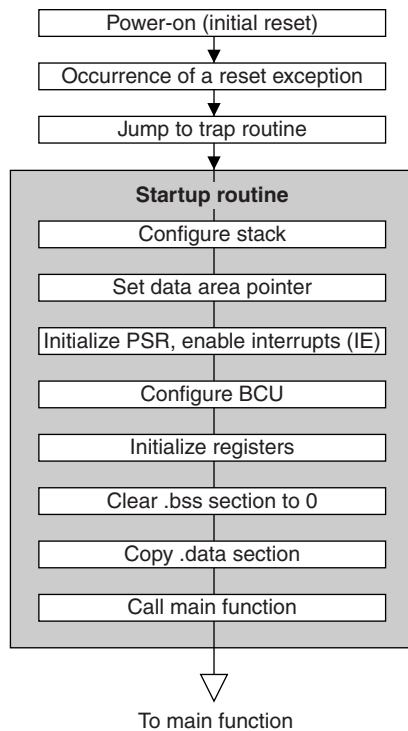 Power-on (initial reset)
Occurrence of a reset exception
Jump to trap routine
Startup routine
Configure stack
Set data area pointer
Initialize PSR, enable interrupts (IE)
Configure BCU
Initialize registers
Clear .bss section to 0
Copy .data section
Call main function
To main function